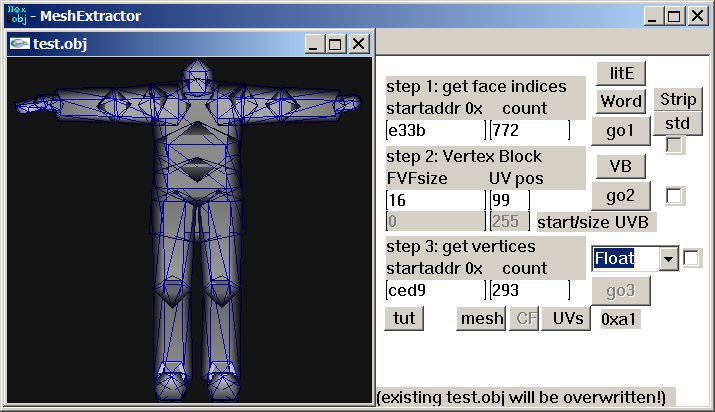 Hex
obj - MeshExtractor
test.obj
step 1: get face indices
startaddr 0x count
e33b 772
litE
Word
go1
Strip
std
step 2: Vertex Block
FVFsize UV pos
16 99
0 255 start/size UVB
VB
go2
step 3: get vertices
startaddr 0x count
ced9 293
Float
go3
tut mesh CF UVs 0xa1
(existing test.obj will be overwritten!)